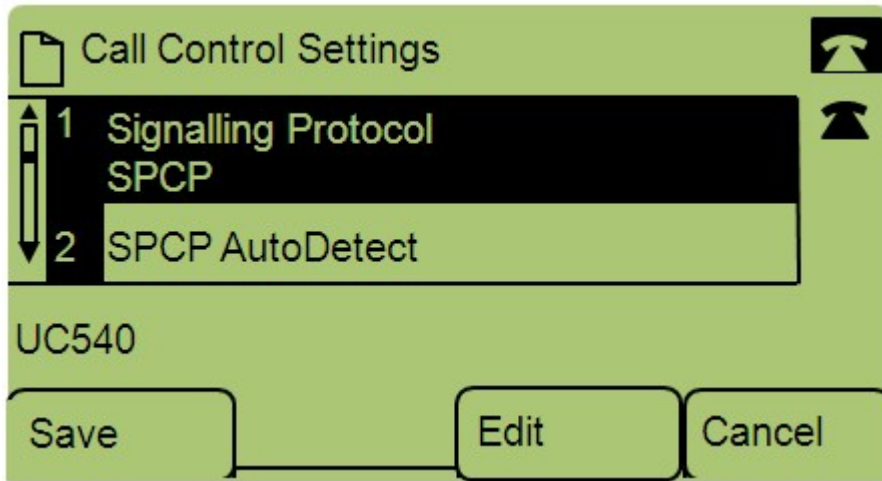 Call Control Settings
1 Signalling Protocol
SPCP
2 SPCP AutoDetect
UC540
Save Edit Cancel